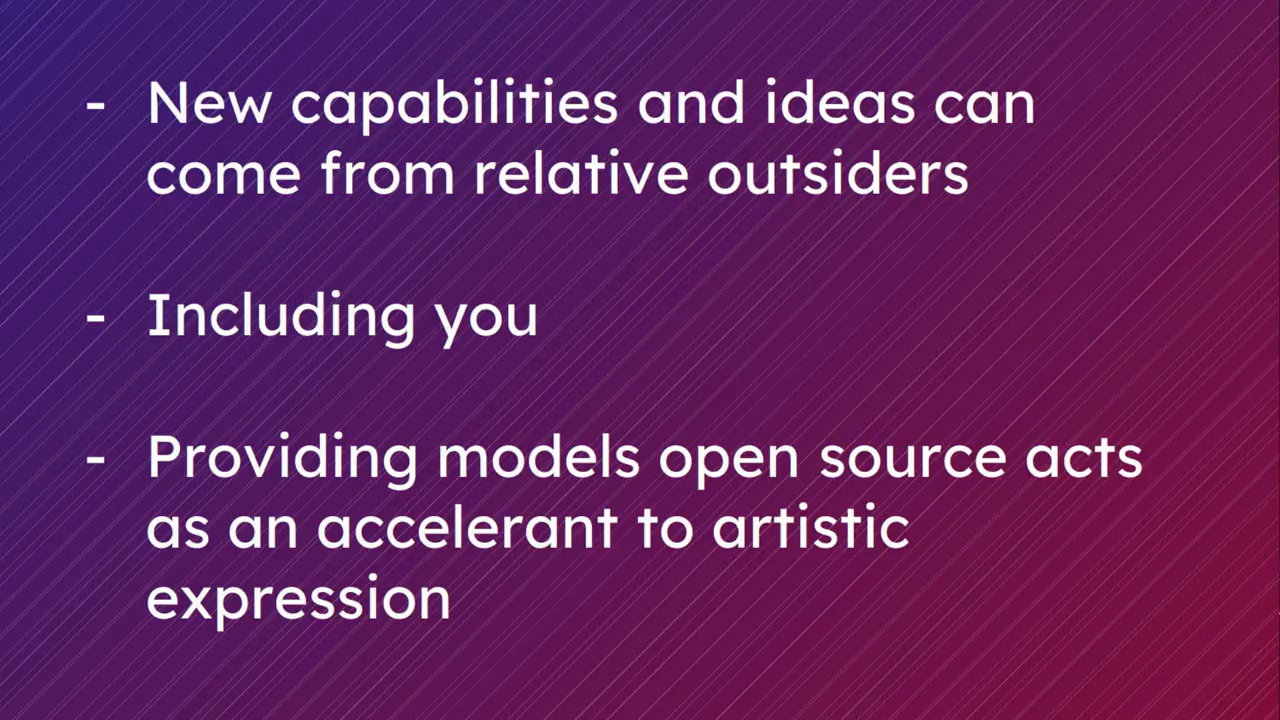 - New capabilities and ideas can
come from relative outsiders
- Including you
- Providing models open source acts
as an accelerant to artistic
expression